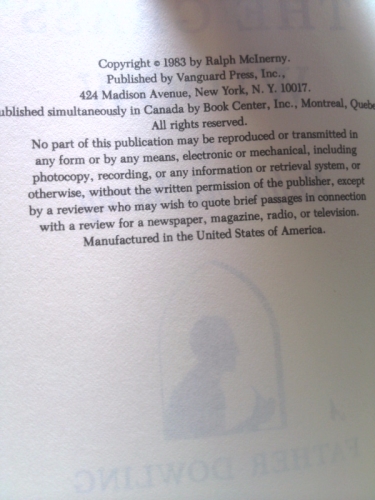 Copyright © 1983 by Ralph McInerny.
Published by Vanguard Press, Inc.,
424 Madison Avenue, New York, N. Y. 10017.
ublished simultaneously in Canada by Book Center, Inc., Montreal, Quebe
All rights reserved.
No part of this publication may be reproduced or transmitted in
any form or by any means, electronic or mechanical, including
photocopy, recording, or any information or retrieval system, or
otherwise, without the written permission of the publisher, except
by a reviewer who may wish to quote brief passages in connection
with a review for a newspaper, magazine, radio, or television.
Manufactured in the United States of America.
FATHER DOWLING